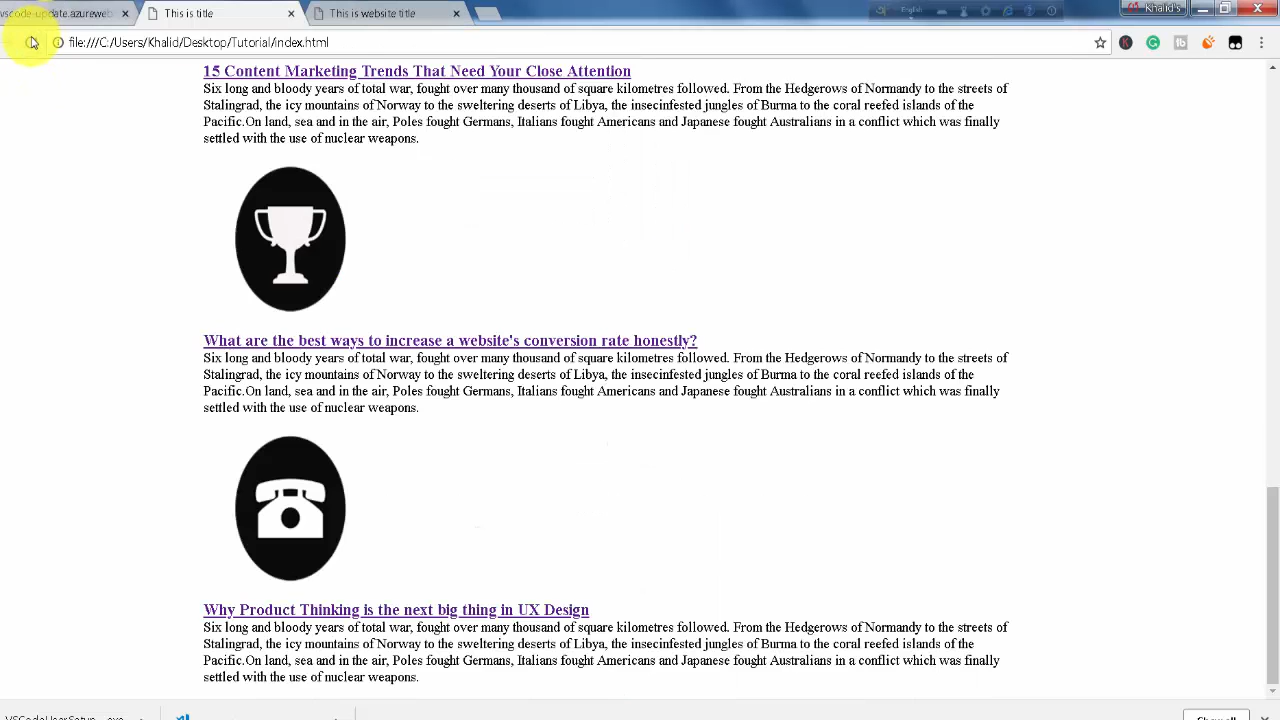 vscode-update.azureweb
This is title
This is website title
English
Khalid's
file:///C:/Users/Khalid/Desktop/Tutorial/index.html
15 Content Marketing Trends That Need Your Close Attention
Six long and bloody years of total war, fought over many thousand of square kilometres followed. From the Hedgerows of Normandy to the streets of
Stalingrad, the icy mountains of Norway to the sweltering deserts of Libya, the insecinfested jungles of Burma to the coral reefed islands of the
Pacific.On land, sea and in the air, Poles fought Germans, Italians fought Americans and Japanese fought Australians in a conflict which was finally
settled with the use of nuclear weapons.
What are the best ways to increase a website's conversion rate honestly?
Six long and bloody years of total war, fought over many thousand of square kilometres followed. From the Hedgerows of Normandy to the streets of
Stalingrad, the icy mountains of Norway to the sweltering deserts of Libya, the insecinfested jungles of Burma to the coral reefed islands of the
Pacific.On land, sea and in the air, Poles fought Germans, Italians fought Americans and Japanese fought Australians in a conflict which was finally
settled with the use of nuclear weapons.
Why Product Thinking is the next big thing in UX Design
Six long and bloody years of total war, fought over many thousand of square kilometres followed. From the Hedgerows of Normandy to the streets of
Stalingrad, the icy mountains of Norway to the sweltering deserts of Libya, the insecinfested jungles of Burma to the coral reefed islands of the
Pacific.On land, sea and in the air, Poles fought Germans, Italians fought Americans and Japanese fought Australians in a conflict which was finally
settled with the use of nuclear weapons.
Show all